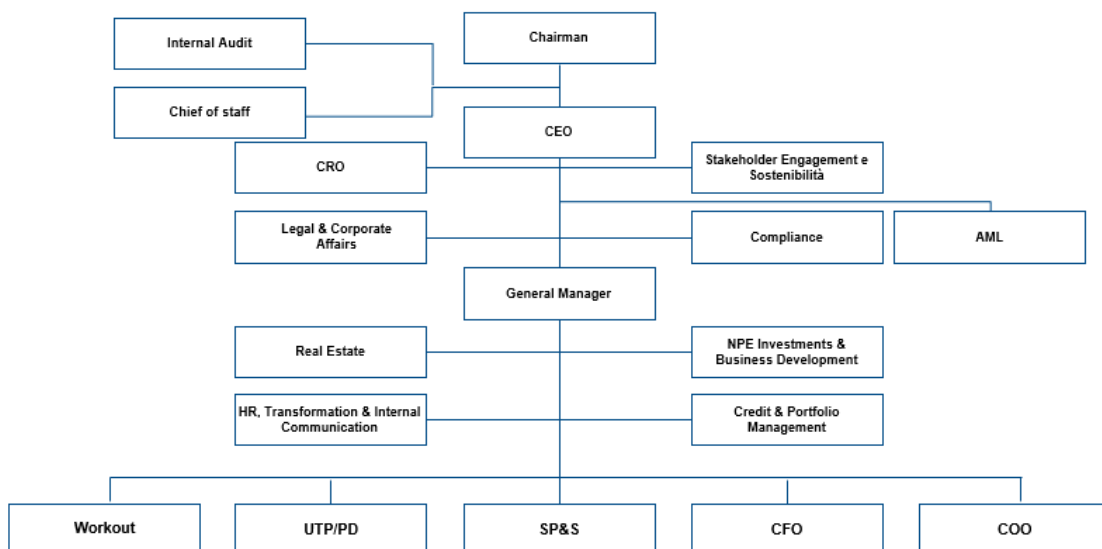 Chairman
Internal Audit
Chief of staff
CEO
CRO
Stakeholder Engagement e
Sostenibilità
Legal & Corporate
Affairs
Compliance
AML
General Manager
Real Estate
NPE Investments &
Business Development
HR, Transformation & Internal
Communication
Credit & Portfolio
Management
Workout
UTP/PD
SP&S
CFO
COO